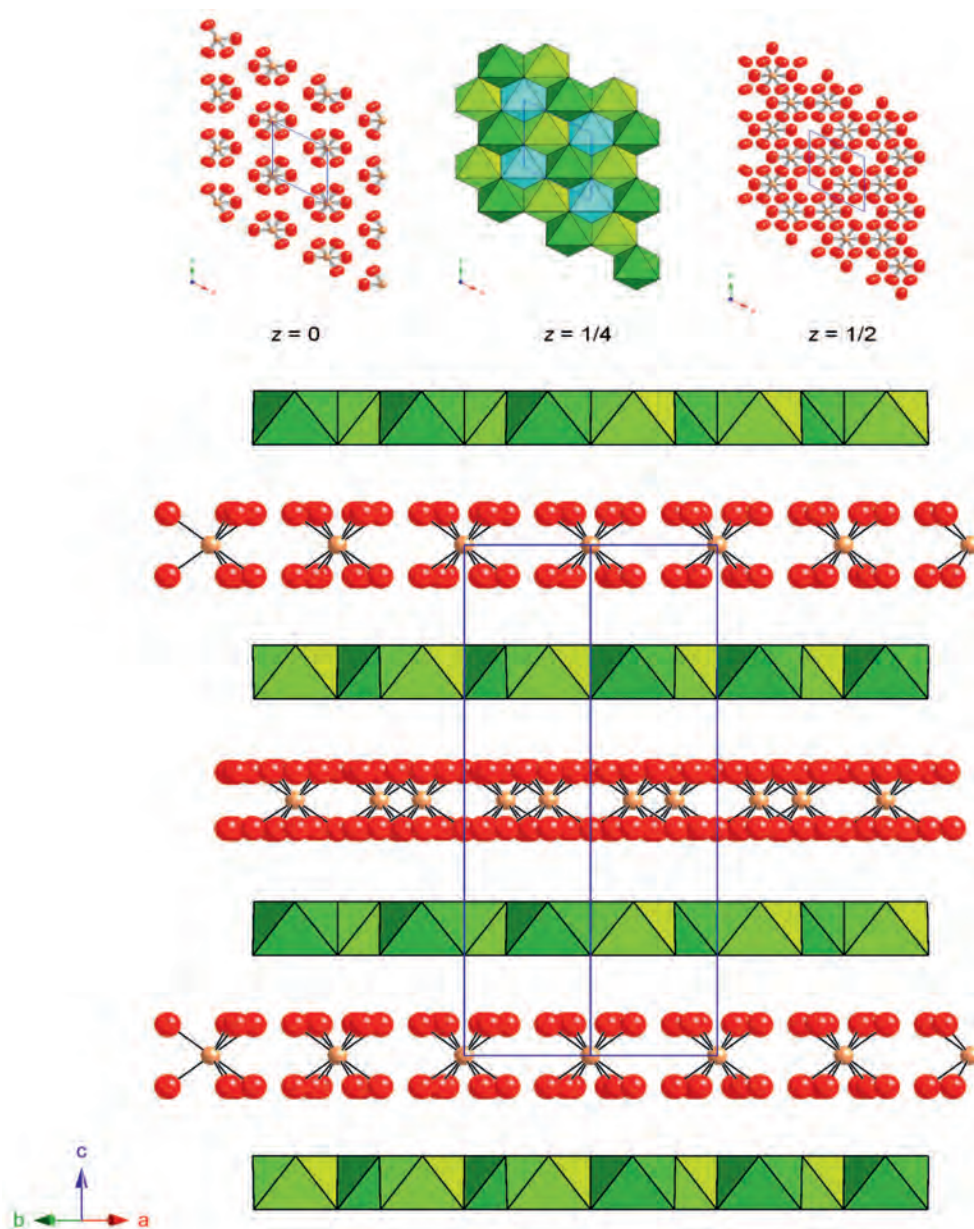 z = 0
z = 1/4
z = 1/2
c
b
a